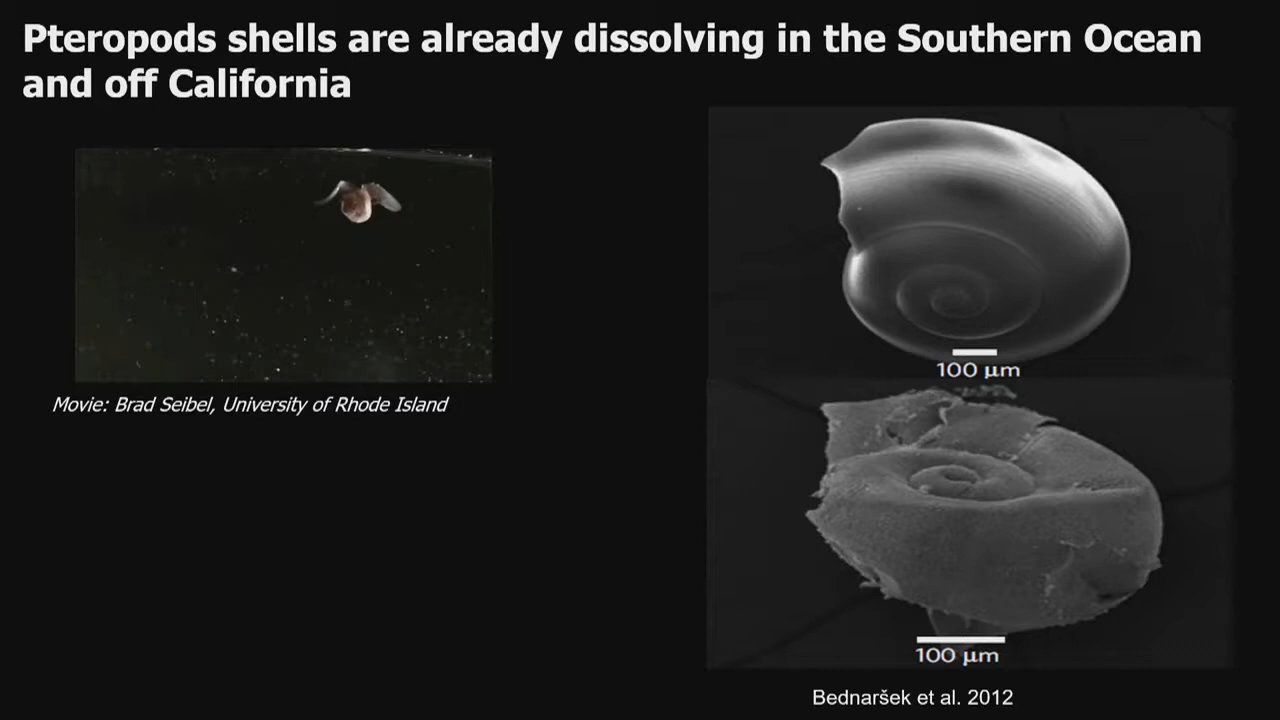 Pteropods shells are already dissolving in the Southern Ocean
and off California
Movie: Brad Seibel, University of Rhode Island
100 μm
100 μm
Bednaršek et al. 2012